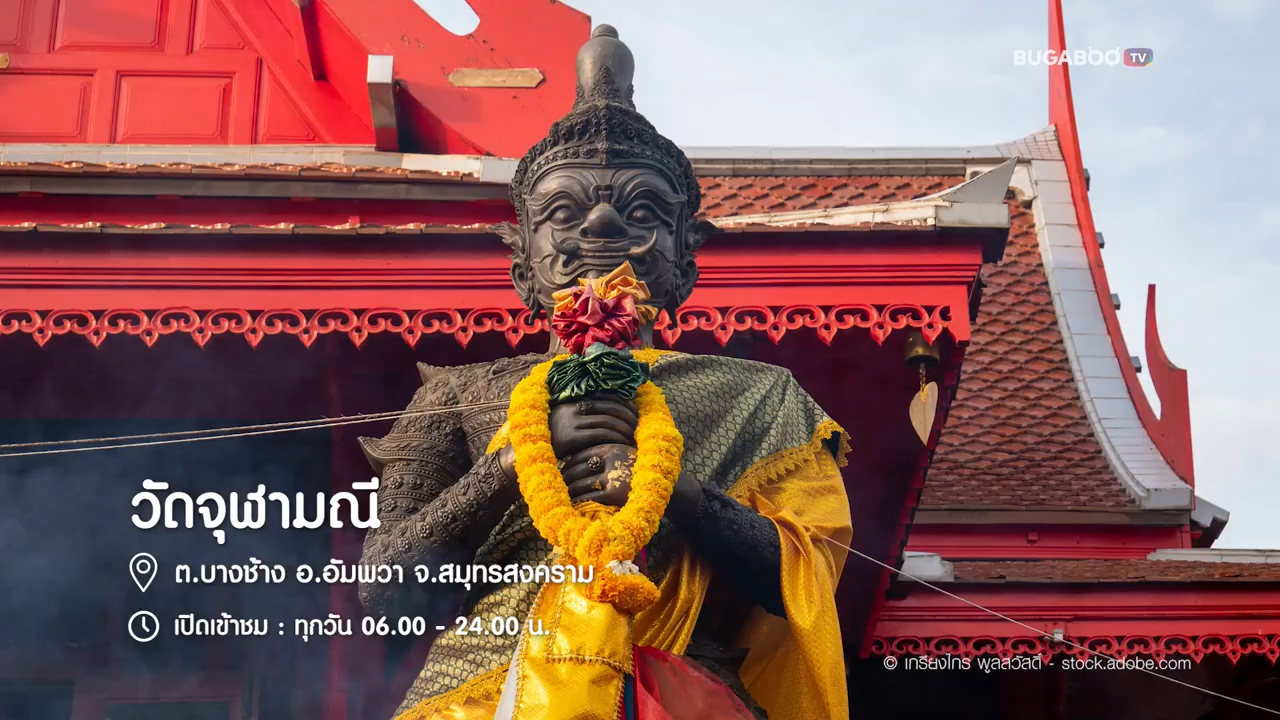 BUGABOO TV
วัดจุฬามณี
ต.บางช้าง อ.อัมพวา จ.สมุทรสงคราม
เปิดเข้าชม : ทุกวัน 06.00 - 24.00 น.
© เกรียงไกร พูลสวัสดิ์ - stock.adobe.com